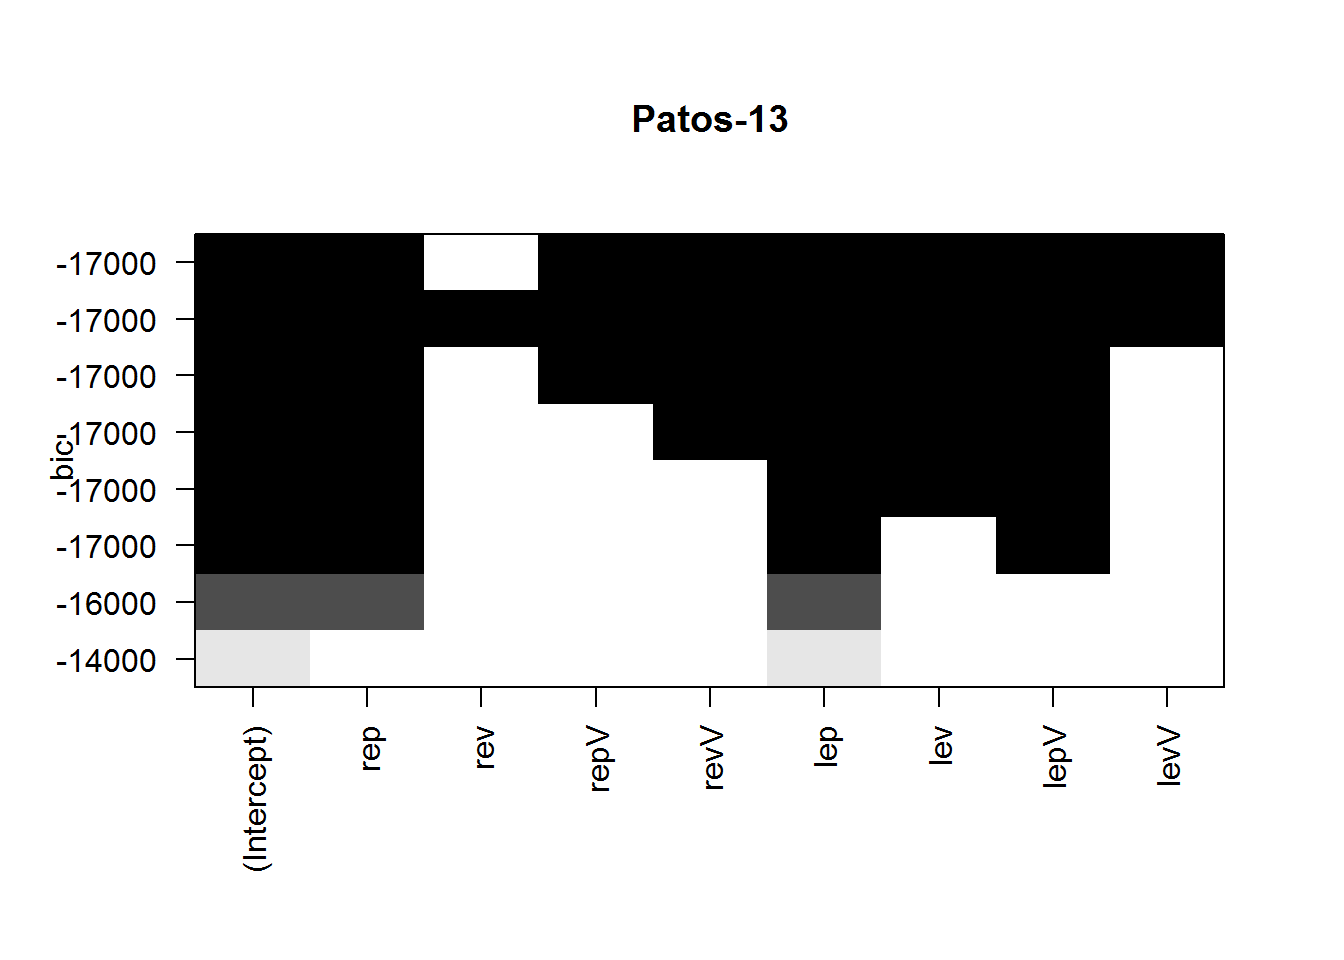 Patos-13
bic
-17000
-17000
-17000
-17000
-17000
-17000
-16000
-14000
(Intercept)
rep
rev
repV
revV
lep
lev
lepV
levV